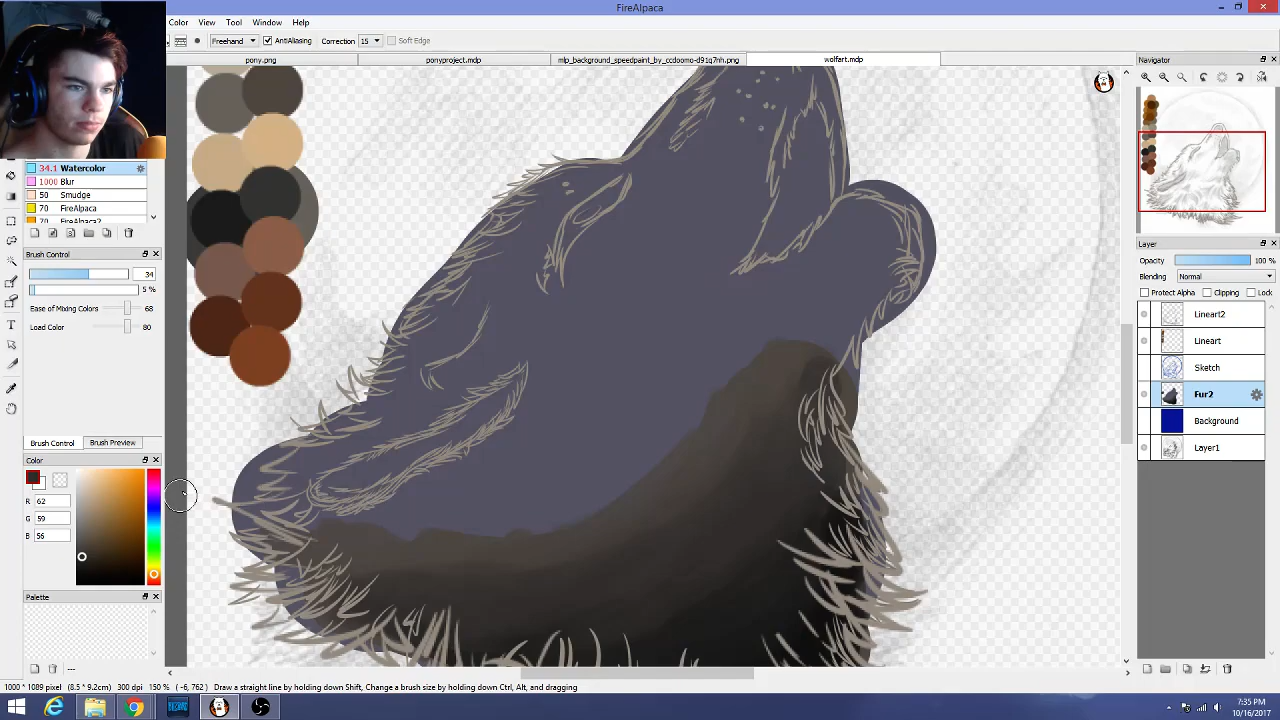 FireAlpaca
Color View Tool Window Help
Freehand AntiAliasing Correction 15 Soft Edge
pony.png ponyproject.mdp mlp_background_speedpaint_by_ccdoomo-d91q7nh.png wolfart.mdp
34.1 Watercolor
1000 Blur
50 Smudge
70 FireAlpaca
70 FireAlpaca2
Brush Control
34
5 %
Ease of Mixing Colors 68
Load Color 80
Brush Control Brush Preview
Color
R 62
G 59
B 56
Palette
---
Navigator
Layer
Opacity 100 %
Blending Normal
Protect Alpha Clipping Lock
Lineart2
Lineart
Sketch
Fur2
Background
Layer1
1000 * 1089 pixel (8.5 * 9.2cm) 300 dpi 150 % ( -6, 762 ) Draw a straight line by holding down Shift, Change a brush size by holding down Ctrl, Alt, and dragging
7:35 PM
10/16/2017